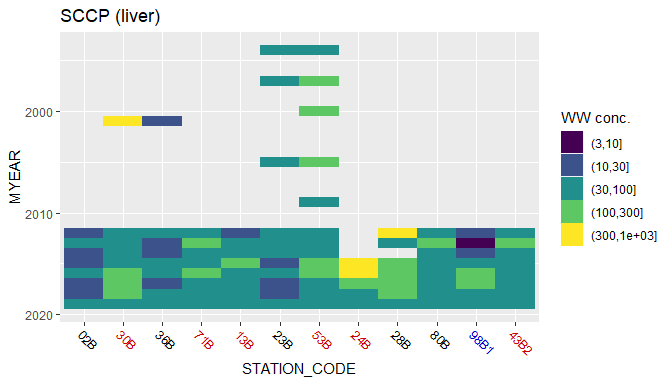 SCCP (liver)
2000
2010
2020
MYEAR
02B 30B 36B 71B 13B 23B 53B 24B 28B 80B 98B1 43B2
STATION_CODE
WW conc.
(3,10]
(10,30]
(30,100]
(100,300]
(300,1e+03]